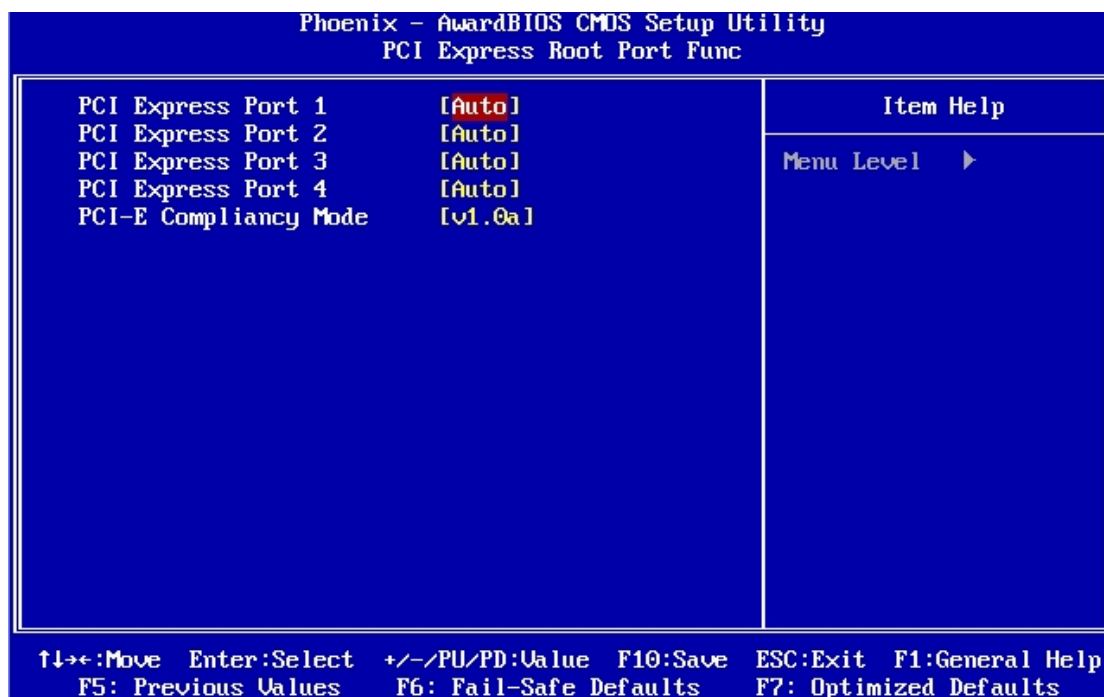 Phoenix - AwardBIOS CMOS Setup Utility
PCI Express Root Port Func
PCI Express Port 1 [Auto]
PCI Express Port 2 [Auto]
PCI Express Port 3 [Auto]
PCI Express Port 4 [Auto]
PCI-E Compliancy Mode [v1.0a]
Item Help
Menu Level ▶
↑↓→←:Move Enter:Select +/-/PU/PD:Value F10:Save ESC:Exit F1:General Help
F5: Previous Values F6: Fail-Safe Defaults F7: Optimized Defaults